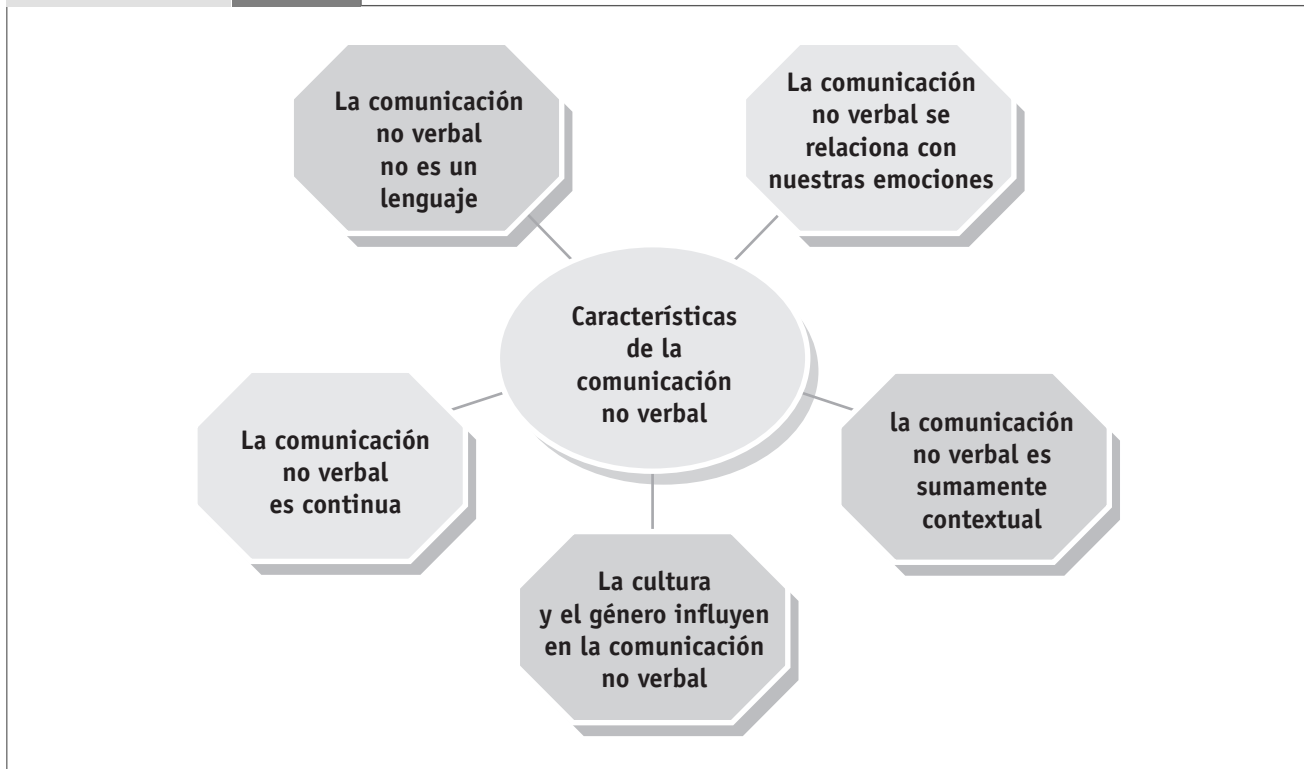 La comunicación
no verbal
no es un
lenguaje
La comunicación
no verbal se
relaciona con
nuestras emociones
Características
de la
comunicación
no verbal
La comunicación
no verbal
es continua
la comunicación
no verbal es
sumamente
contextual
La cultura
y el género influyen
en la comunicación
no verbal